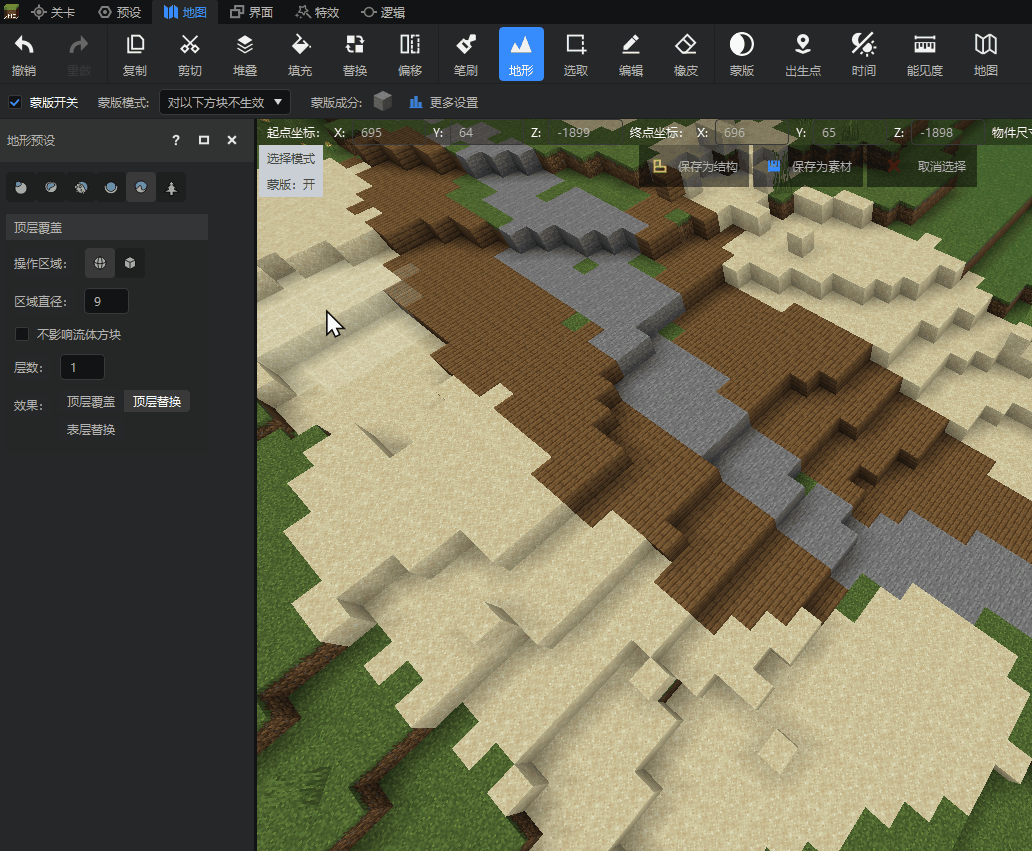 关卡 预设 地图 界面 特效 逻辑
撤销 重做 复制 剪切 堆叠 填充 替换 偏移 笔刷 地形 选取 编辑 橡皮 蒙版 出生点 时间 能见度 地图
蒙版开关 蒙版模式: 对以下方块不生效 蒙版成分: 更多设置
地形预设 ?
起点坐标: X: 695 Y: 64 Z: -1899 终点坐标: X: 696 Y: 65 Z: -1898 物件尺寸
选择模式
蒙版: 开
保存为结构 保存为素材 取消选择
顶层覆盖
操作区域:
区域直径: 9
不影响流体方块
层数: 1
效果: 顶层覆盖 顶层替换
表层替换